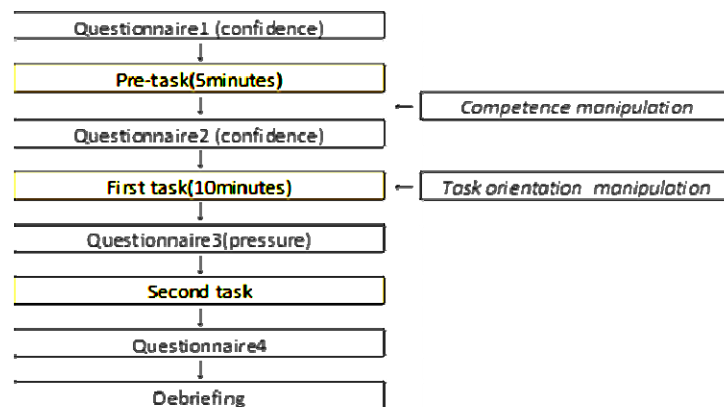 Questionnaire1 (confidence)
Pre-task(5minutes)
Competence manipulation
Questionnaire2 (confidence)
First task(10minutes)
Task orientation manipulation
Questionnaire3(pressure)
Second task
Questionnaire4
Debriefing